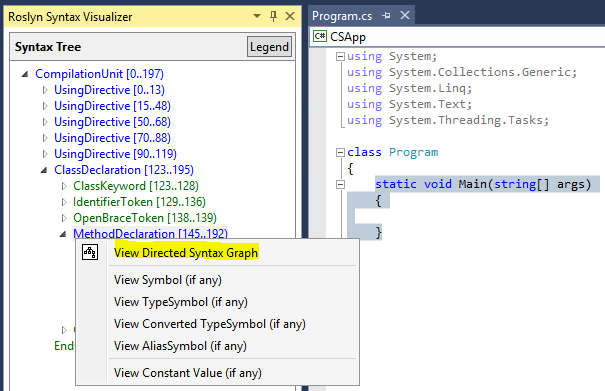 Roslyn Syntax Visualizer
Syntax Tree
Legend
CompilationUnit [0..197)
UsingDirective [0..13)
UsingDirective [15..48)
UsingDirective [50..68)
UsingDirective [70..88)
UsingDirective [90..119)
ClassDeclaration [123..195)
ClassKeyword [123..128)
IdentifierToken [129..136)
OpenBraceToken [138..139)
MethodDeclaration [145..192)
View Directed Syntax Graph
View Symbol (if any)
View TypeSymbol (if any)
View Converted TypeSymbol (if any)
View AliasSymbol (if any)
View Constant Value (if any)
Program.cs
C# CSApp
using System;
using System.Collections.Generic;
using System.Linq;
using System.Text;
using System.Threading.Tasks;
class Program
{
static void Main(string[] args)
{
}
}